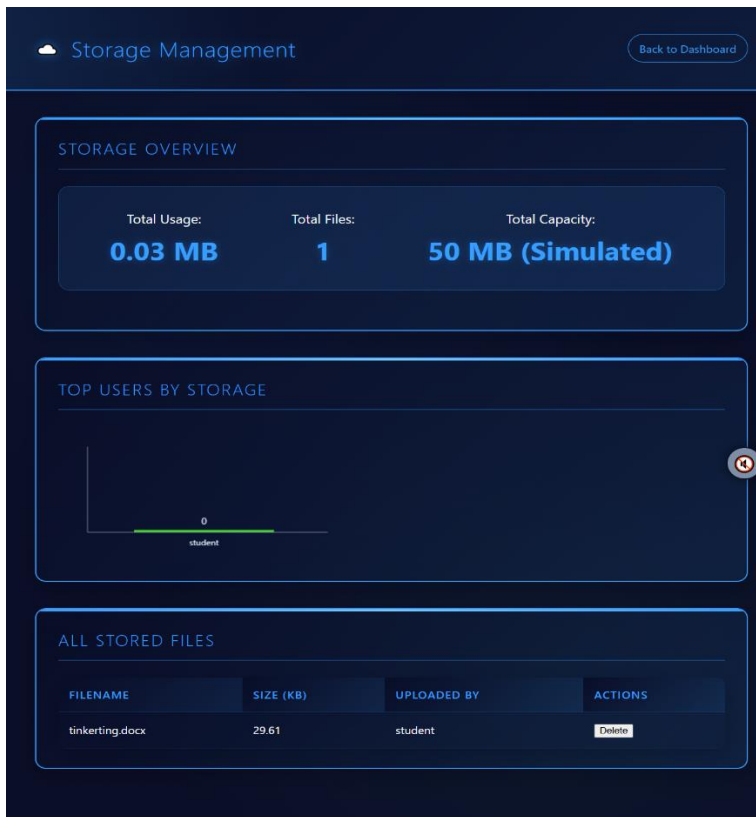 Storage Management
Back to Dashboard
STORAGE OVERVIEW
Total Usage: Total Files: Total Capacity:
0.03 MB 1 50 MB (Simulated)
TOP USERS BY STORAGE
0
student
ALL STORED FILES
FILENAME SIZE (KB) UPLOADED BY ACTIONS
tinkerting.docx 29.61 student Delete